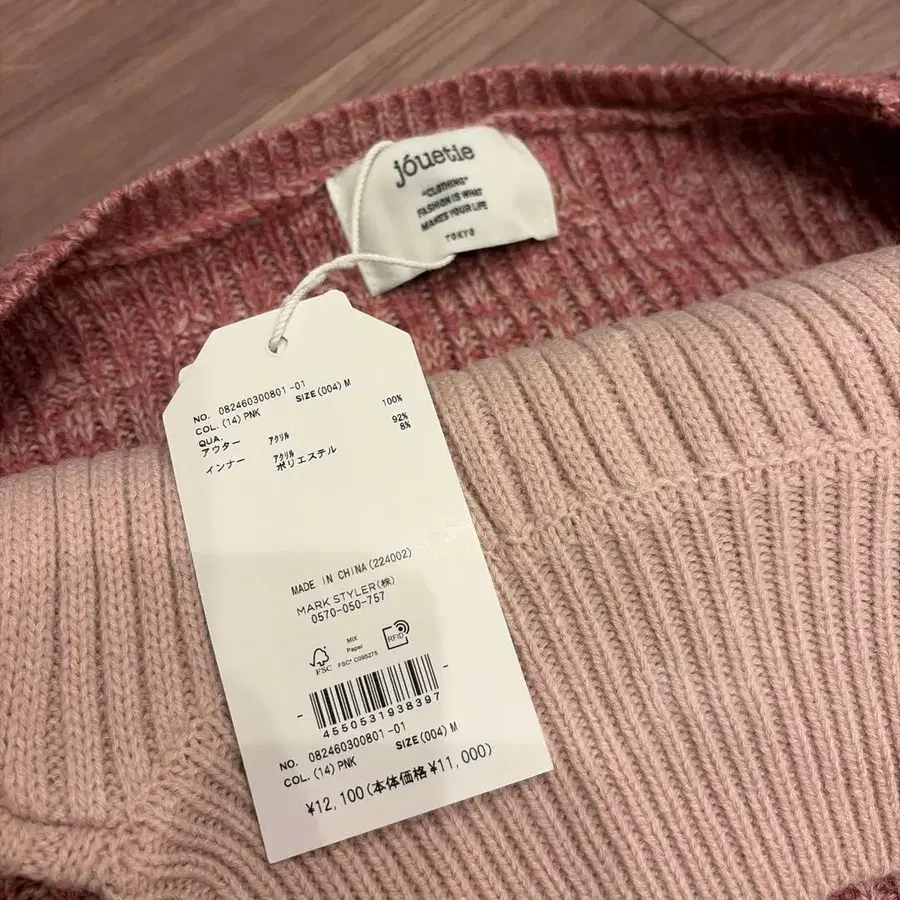 jóuetie
"CLOTHING"
FASHION IS WHAT
MAKES YOUR LIFE
TOKYO
NO. 082460300801-01
COL. (14) PNK SIZE(004) M
QUA.
アウター アクリル 100%
インナー アクリル 92%
ポリエステル 8%
MADE IN CHINA(224002)
MARK STYLER(株)
0570-050-757
FSC
MIX
Paper
FSC® C095275
RFID
4550531938397
NO. 082460300801-01
COL. (14) PNK SIZE(004) M
¥12,100(本体価格¥11,000)